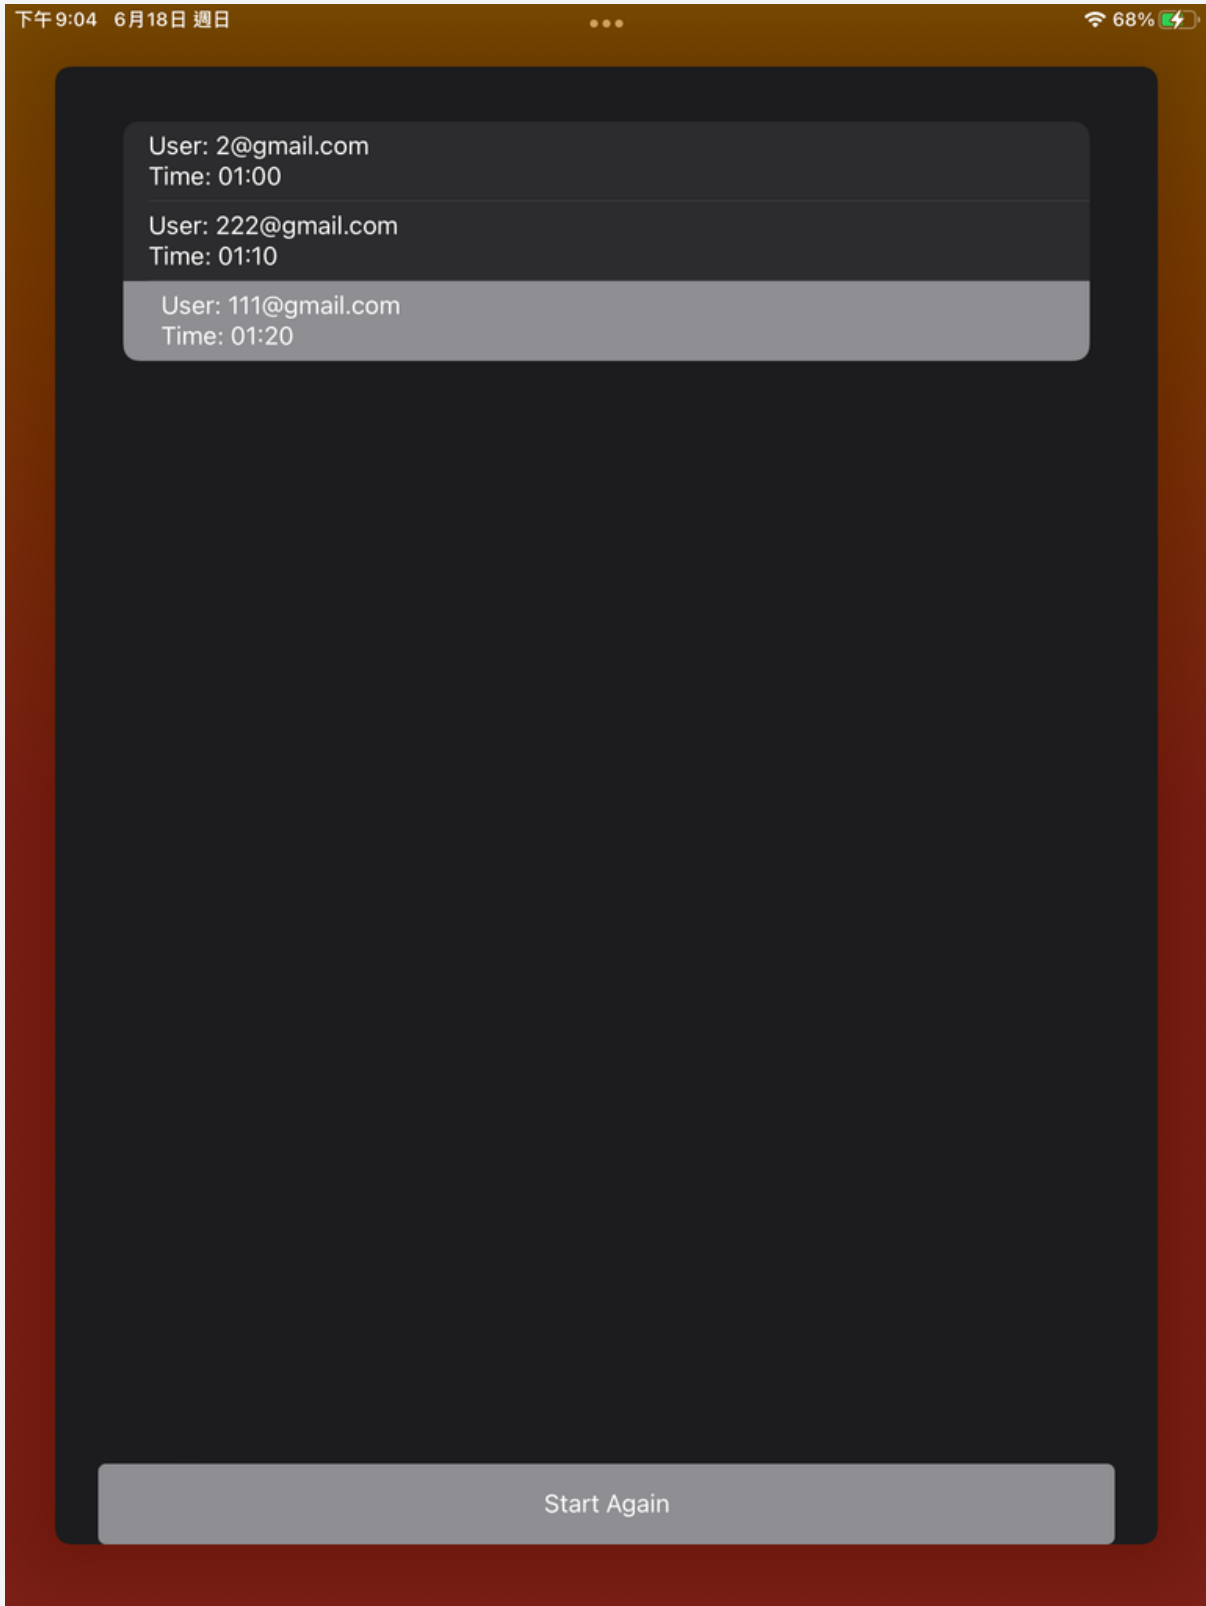 下午9:04 6月18日 週日
68%
User: 2@gmail.com
Time: 01:00
User: 222@gmail.com
Time: 01:10
User: 111@gmail.com
Time: 01:20
Start Again